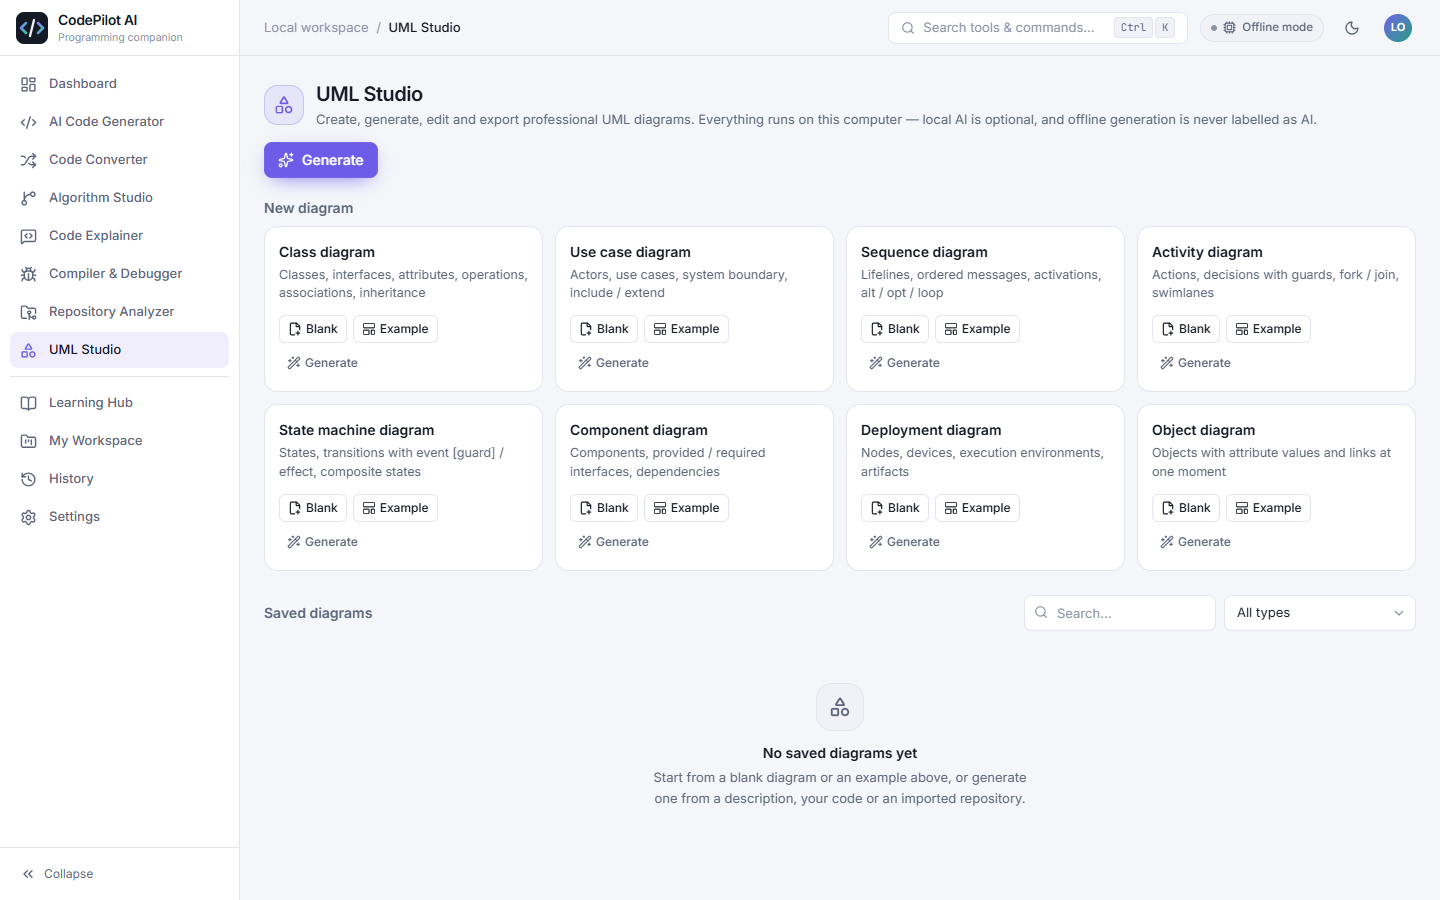 CodePilot AI
Programming companion
Local workspace / UML Studio
Search tools & commands...
Ctrl K
Offline mode
LO
Dashboard
AI Code Generator
Code Converter
Algorithm Studio
Code Explainer
Compiler & Debugger
Repository Analyzer
UML Studio
Learning Hub
My Workspace
History
Settings
Collapse
UML Studio
Create, generate, edit and export professional UML diagrams. Everything runs on this computer — local AI is optional, and offline generation is never labelled as AI.
Generate
New diagram
Class diagram
Classes, interfaces, attributes, operations,
associations, inheritance
Blank Example
Generate
Use case diagram
Actors, use cases, system boundary,
include / extend
Blank Example
Generate
Sequence diagram
Lifelines, ordered messages, activations,
alt / opt / loop
Blank Example
Generate
Activity diagram
Actions, decisions with guards, fork / join,
swimlanes
Blank Example
Generate
State machine diagram
States, transitions with event [guard] /
effect, composite states
Blank Example
Generate
Component diagram
Components, provided / required
interfaces, dependencies
Blank Example
Generate
Deployment diagram
Nodes, devices, execution environments,
artifacts
Blank Example
Generate
Object diagram
Objects with attribute values and links at
one moment
Blank Example
Generate
Saved diagrams
Search...
All types
No saved diagrams yet
Start from a blank diagram or an example above, or generate
one from a description, your code or an imported repository.